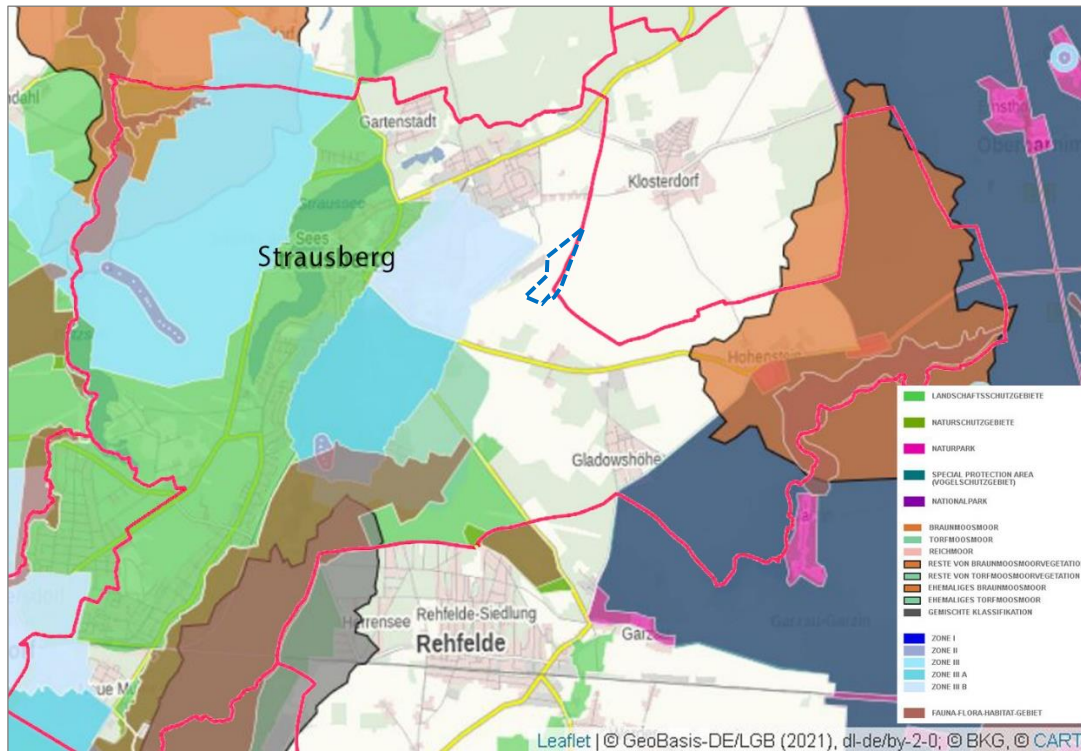 Gartenstadt
Klosterdorf
Straussee
Sees
Strausberg
Hohenstein
Gladowshöhe
Herrensee
Rehfelde-Siedlung
Rehfelde
LANDSCHAFTSSCHUTZGEBIETE
NATURSCHUTZGEBIETE
NATURPARK
SPECIAL PROTECTION AREA
(VOGELSCHUTZGEBIET)
NATIONALPARK
BRAUNMOOSMOOR
TORFMOOSMOOR
REICHMOOR
RESTE VON BRAUNMOOSMOORVEGETATION
RESTE VON TORFMOOSMOORVEGETATION
EHEMALIGES BRAUNMOOSMOOR
EHEMALIGES TORFMOOSMOOR
GEMISCHTE KLASSIFIKATION
ZONE I
ZONE II
ZONE III
ZONE III A
ZONE III B
FAUNA-FLORA-HABITAT-GEBIET
Leaflet | © GeoBasis-DE/LGB (2021), dl-de/by-2-0; © BKG, © CART